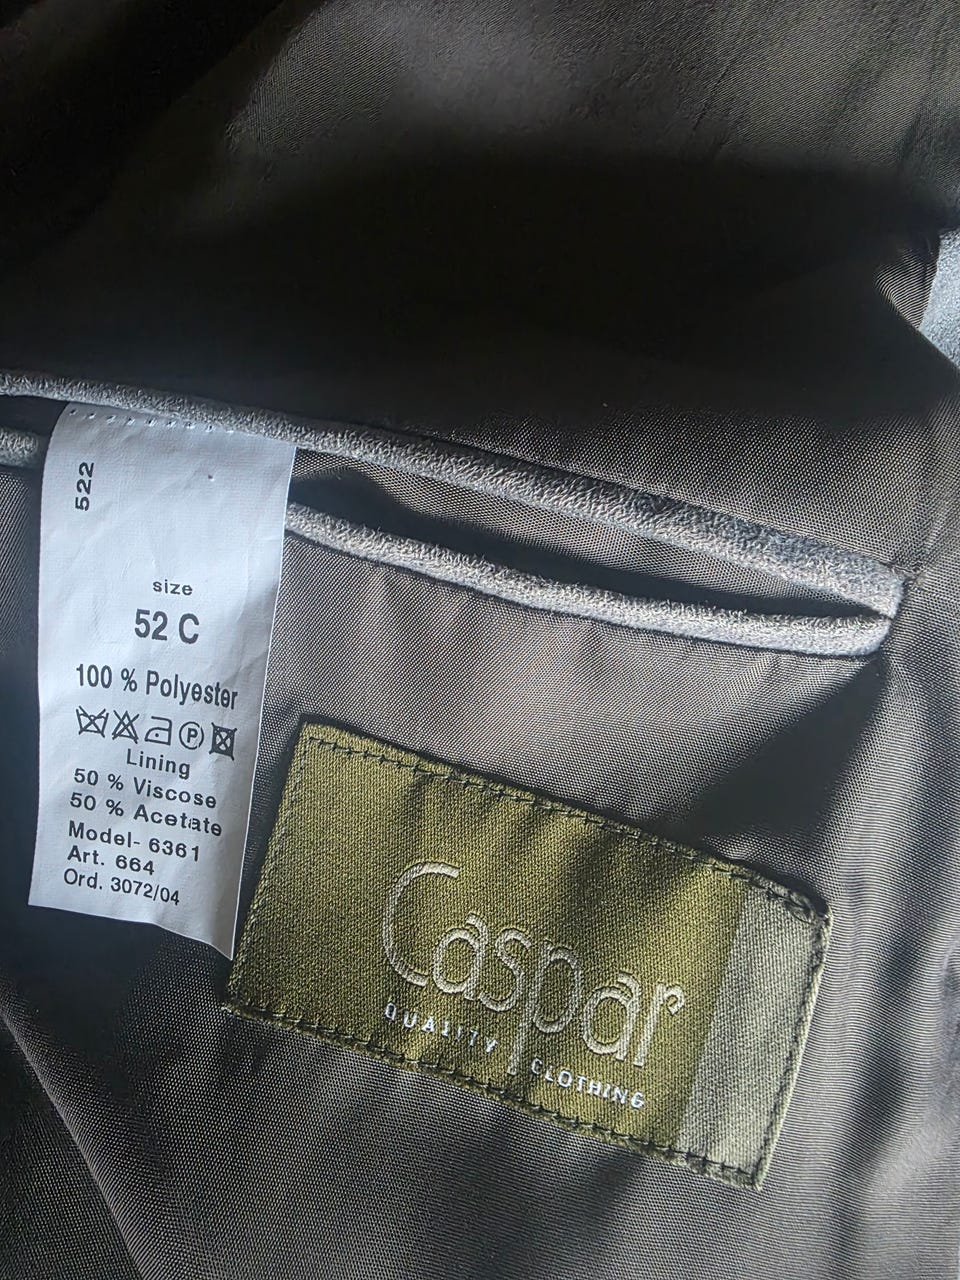 522
size
52 C
100 % Polyester
P
Lining
50 % Viscose
50 % Acetate
Model- 6361
Art. 664
Ord. 3072/04
Caspar
QUALITY CLOTHING